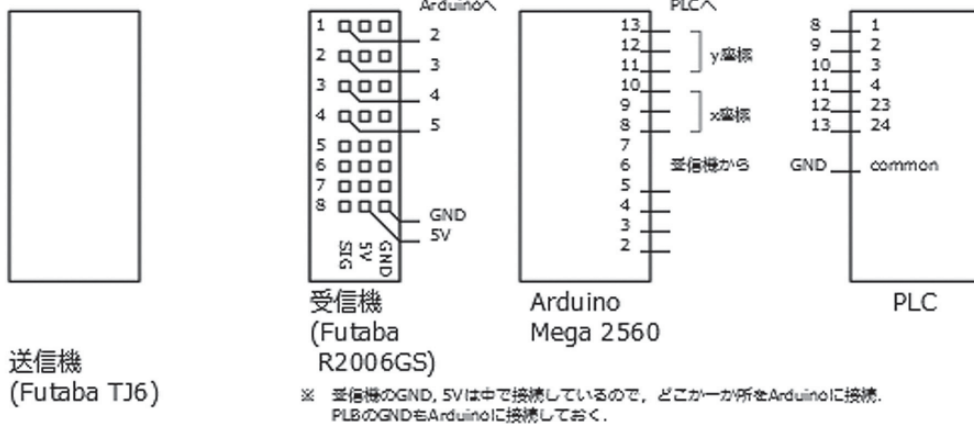 Arduinoへ
PLCへ
1
2
3
4
5
6
7
8
2
3
4
5
GND
5V
SIG
5V
GND
13
12
11
10
9
8
7
6
5
4
3
2
y座標
x座標
受信機から
8
9
10
11
12
13
GND
1
2
3
4
23
24
common
送信機
(Futaba TJ6)
受信機
(Futaba
R2006GS)
Arduino
Mega 2560
PLC
※ 受信機のGND, 5Vは中で接続しているので，どこか一か所をArduinoに接続.
PLBのGNDもArduinoに接続しておく.